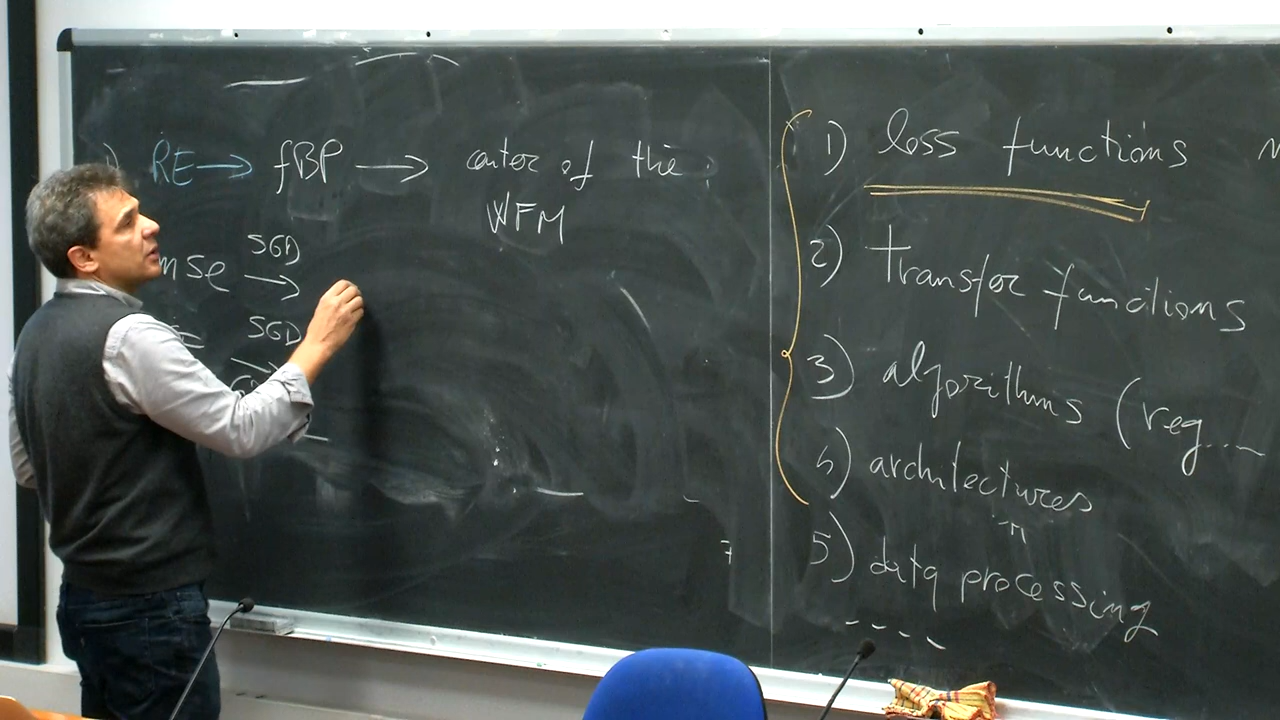 RE → fBP → center of the
WFM
SGD
mse →
SGD
→
1) loss functions
2) Transfer functions
3) algorithms (reg....
4) architectures
5) data processing
----
7